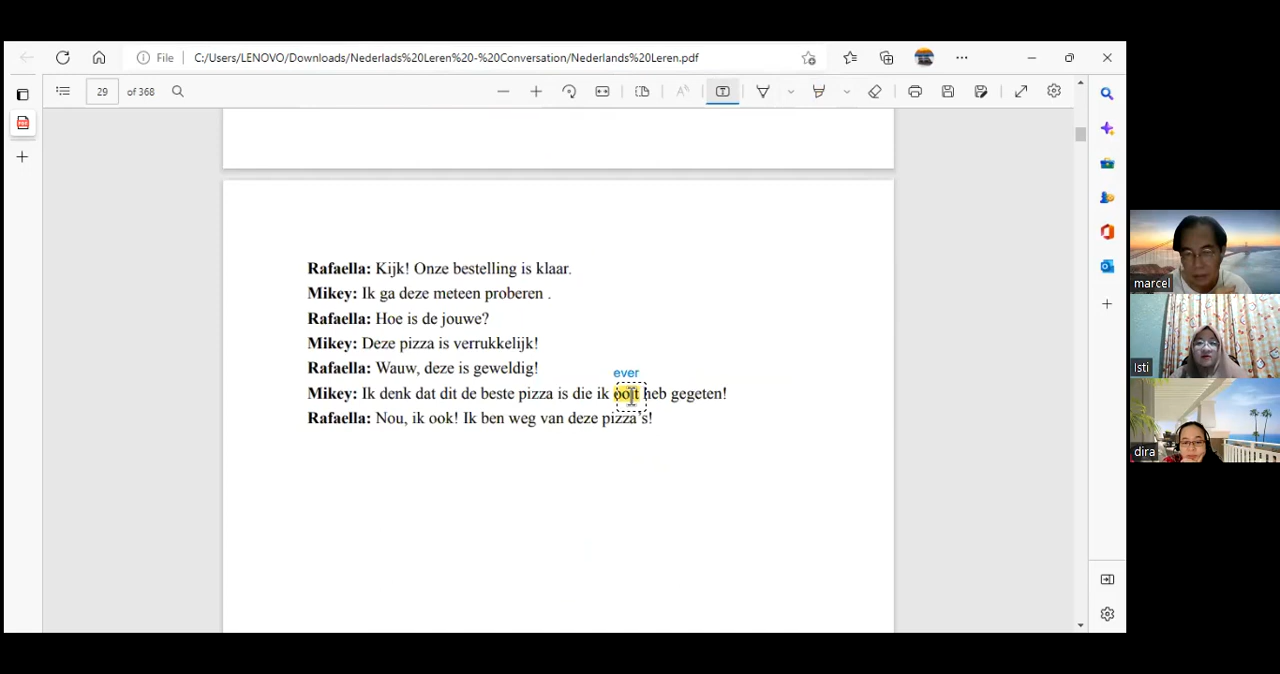 File
C:/Users/LENOVO/Downloads/Nederlads%20Leren%20-%20Conversation/Nederlands%20Leren.pdf
29 of 368
Rafaella: Kijk! Onze bestelling is klaar.
Mikey: Ik ga deze meteen proberen .
Rafaella: Hoe is de jouwe?
Mikey: Deze pizza is verrukkelijk!
Rafaella: Wauw, deze is geweldig!
ever
Mikey: Ik denk dat dit de beste pizza is die ik ooit heb gegeten!
Rafaella: Nou, ik ook! Ik ben weg van deze pizza's!
marcel
Isti
dira